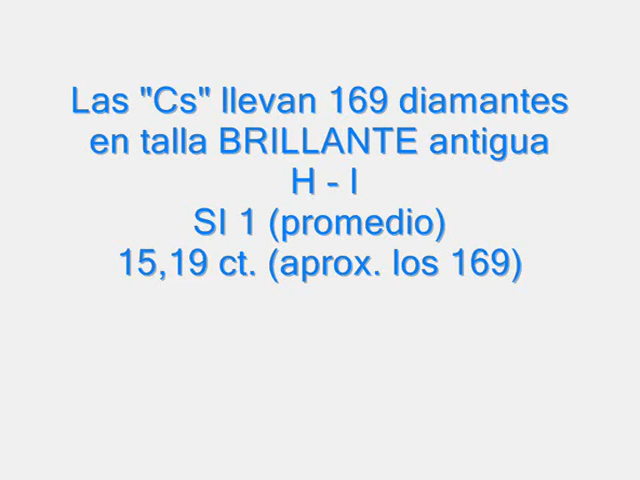 Las "Cs" llevan 169 diamantes
en talla BRILLANTE antigua
H - I
SI 1 (promedio)
15,19 ct. (aprox. los 169)